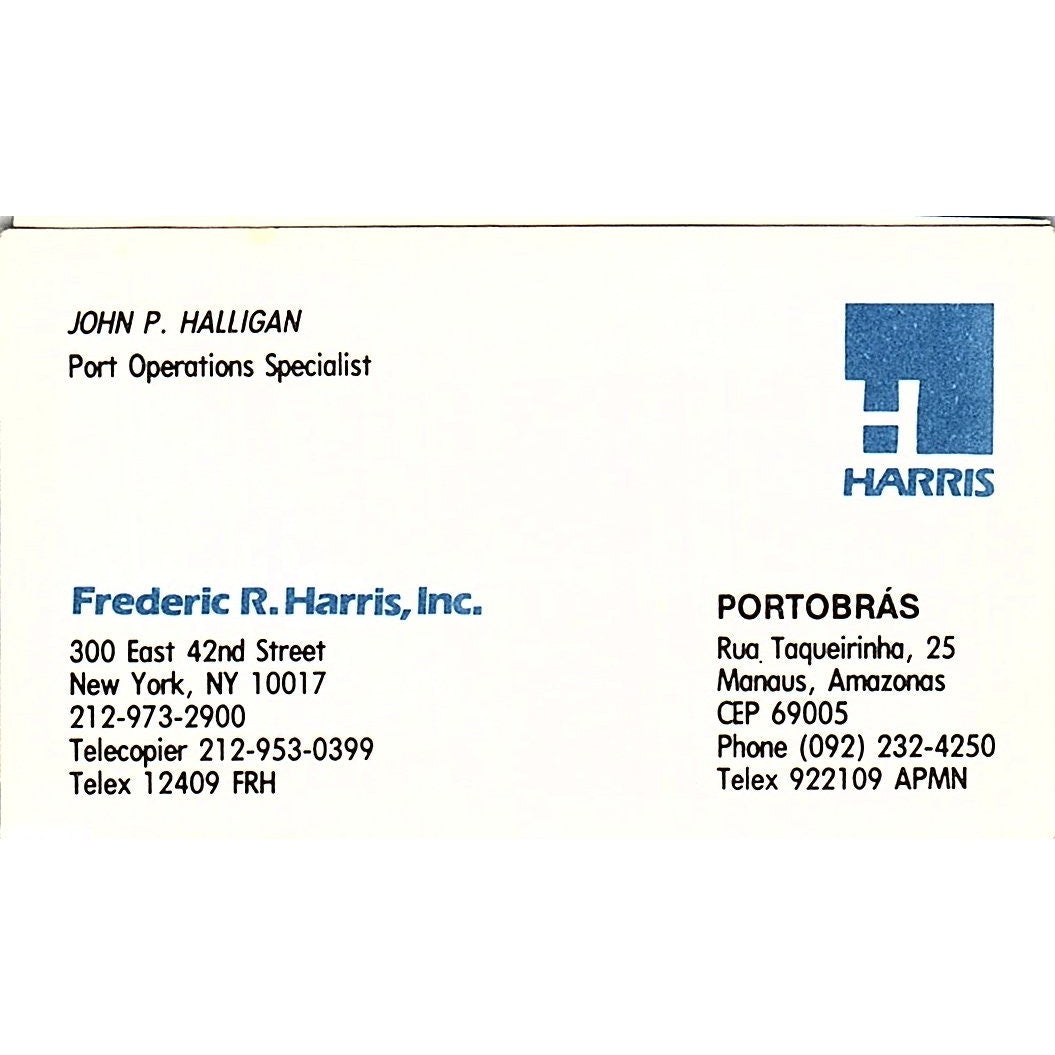 JOHN P. HALLIGAN
Port Operations Specialist
HARRIS
Frederic R. Harris, Inc.
300 East 42nd Street
New York, NY 10017
212-973-2900
Telecopier 212-953-0399
Telex 12409 FRH
PORTOBRÁS
Rua Taqueirinha, 25
Manaus, Amazonas
CEP 69005
Phone (092) 232-4250
Telex 922109 APMN